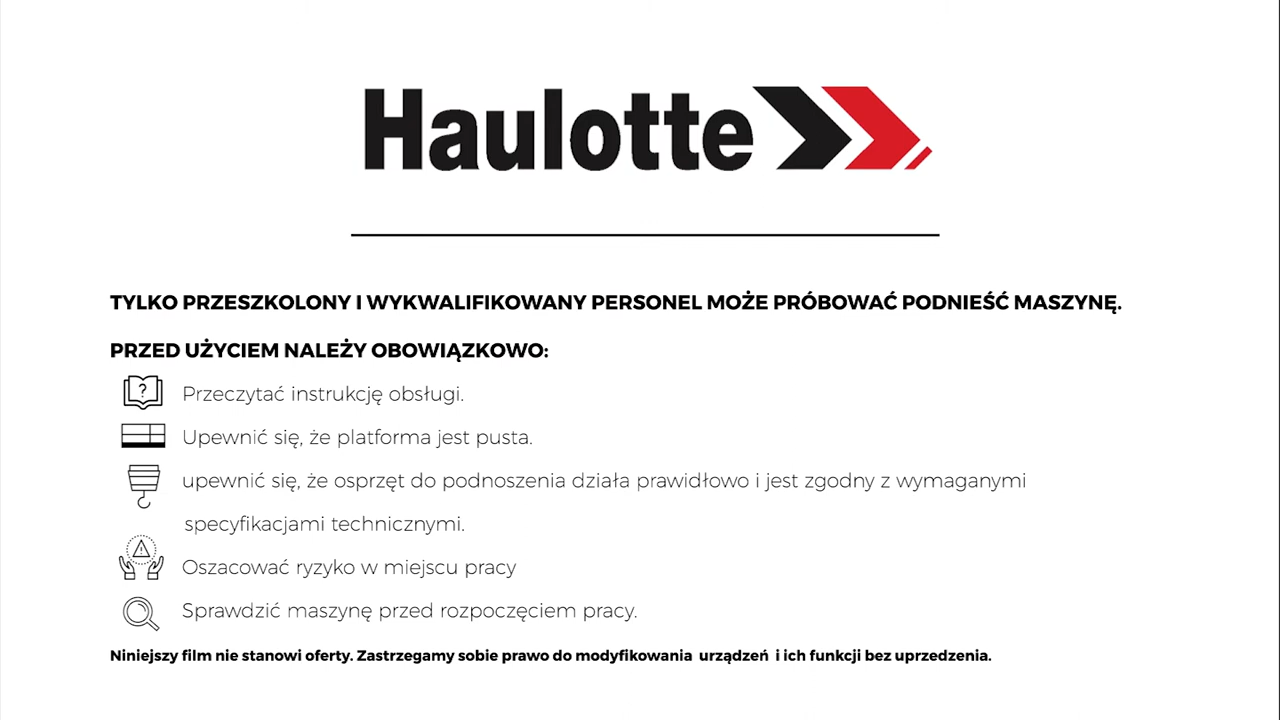 Haulotte
TYLKO PRZESZKOLONY I WYKWALIFIKOWANY PERSONEL MOŻE PRÓBOWAĆ PODNIEŚĆ MASZYNĘ.
PRZED UŻYCIEM NALEŻY OBOWIĄZKOWO:
Przeczytać instrukcję obsługi.
Upewnić się, że platforma jest pusta.
upewnić się, że osprzęt do podnoszenia działa prawidłowo i jest zgodny z wymaganymi
specyfikacjami technicznymi.
Oszacować ryzyko w miejscu pracy
Sprawdzić maszynę przed rozpoczęciem pracy.
Niniejszy film nie stanowi oferty. Zastrzegamy sobie prawo do modyfikowania urządzeń i ich funkcji bez uprzedzenia.